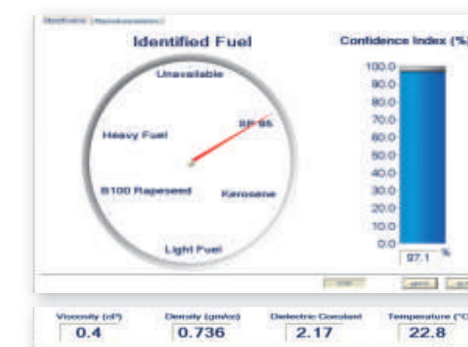 Identified Fuel
Confidence Index (%
Unavailable
SP 95
Heavy Fuel
B100 Rapeseed
Kerosene
Light Fuel
100.0
90.0
80.0
70.0
60.0
50.0
40.0
30.0
20.0
10.0
0.0
97.1 %
Viscosity (cP)
Density (gm/cc)
Dielectric Constant
Temperature (°C
0.4
0.736
2.17
22.8